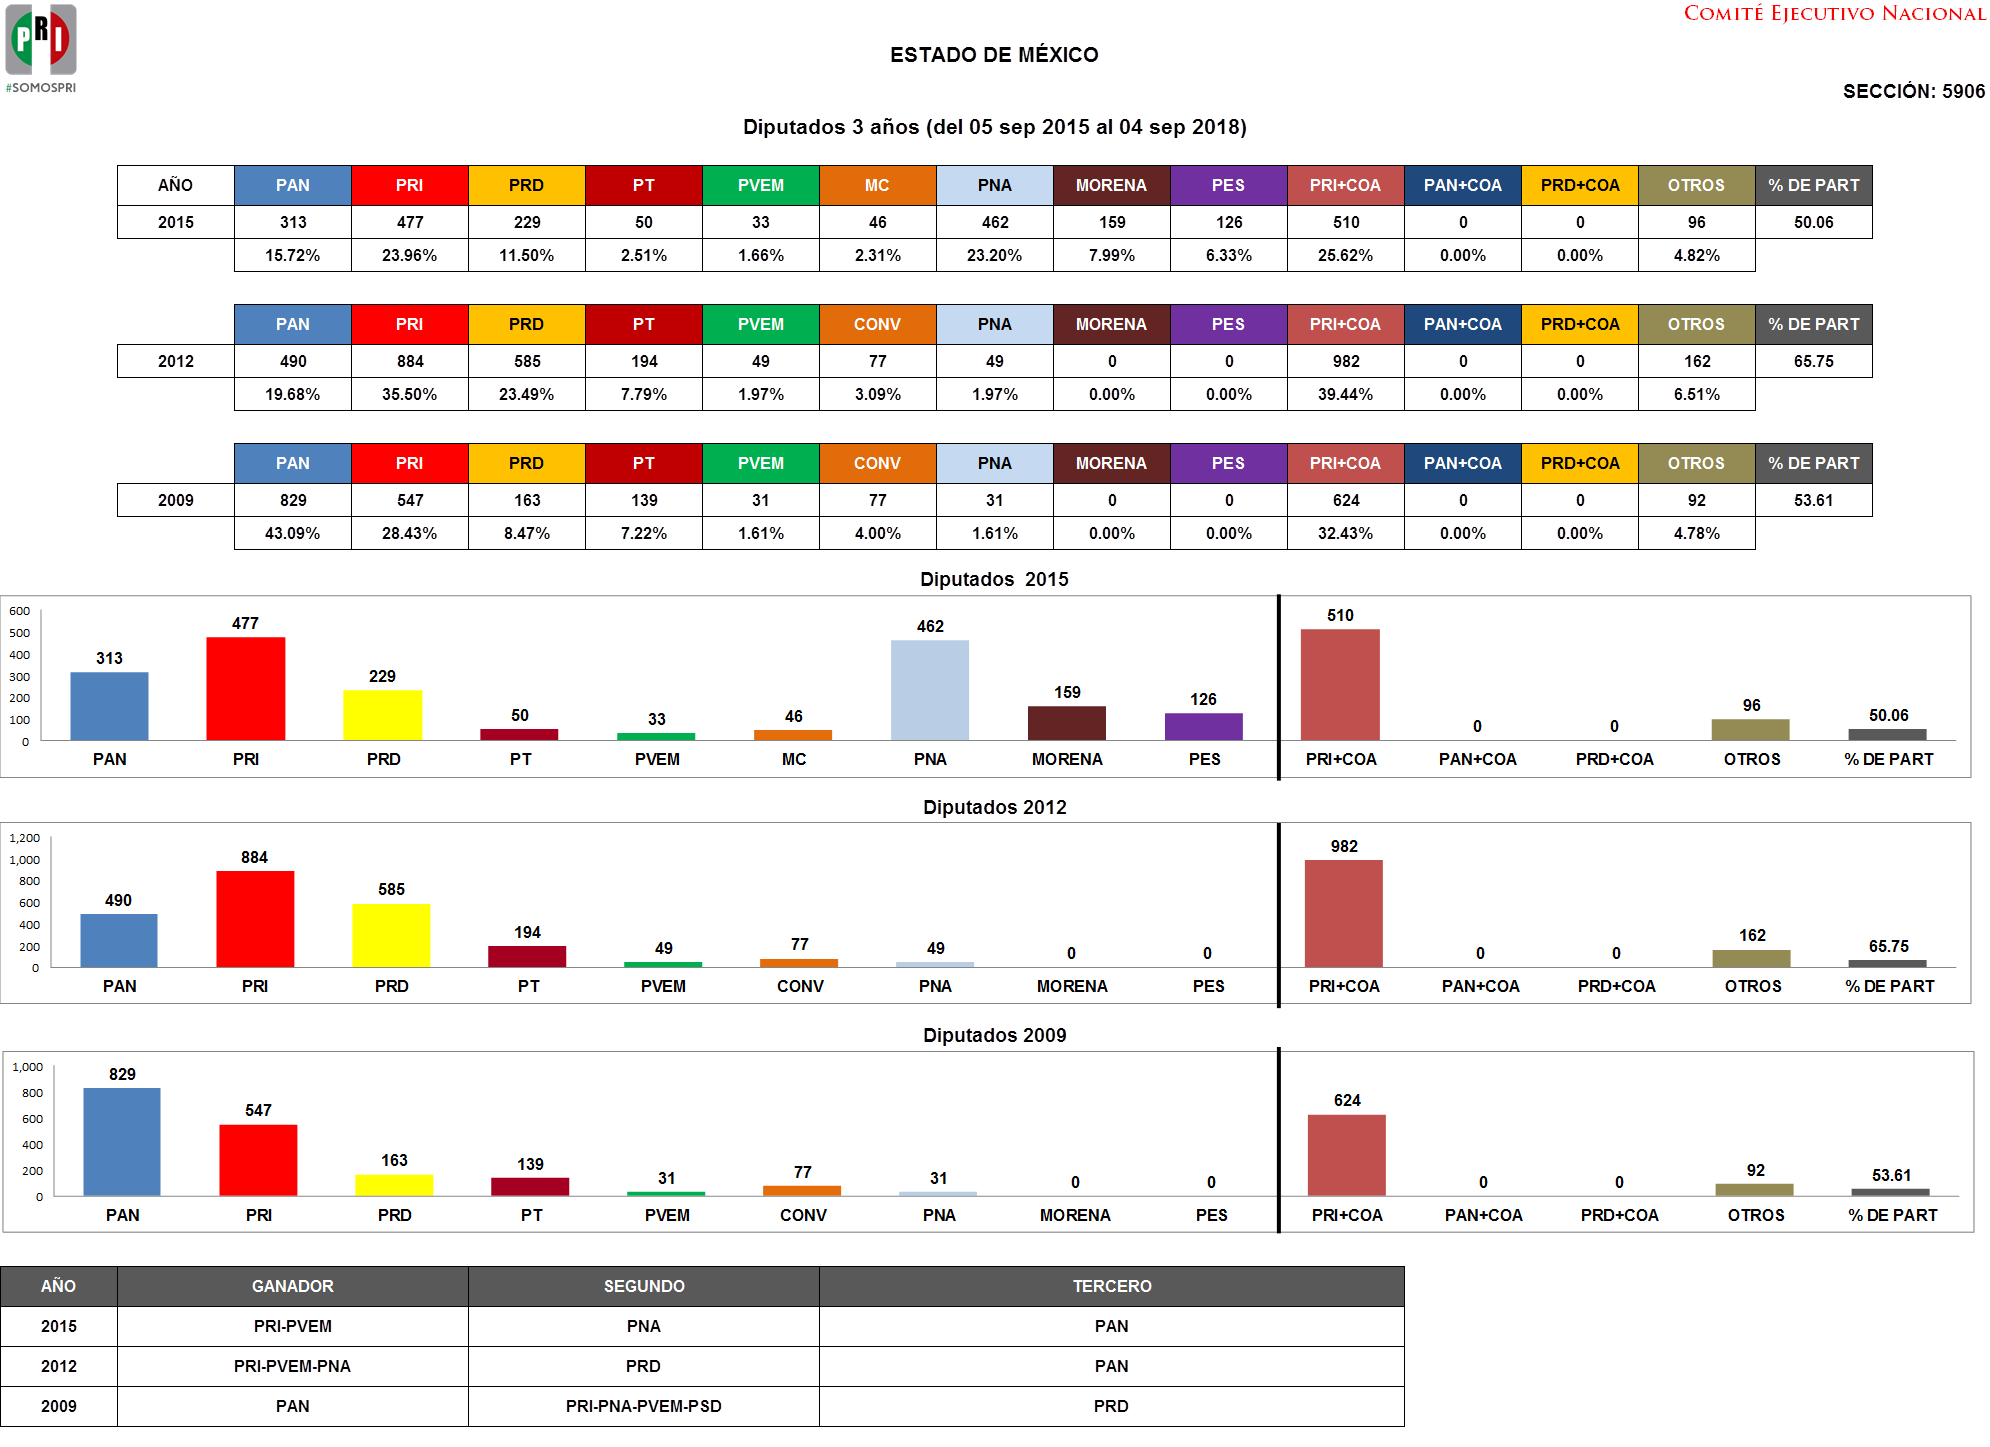 PRI
#SOMOSPRI
COMITÉ EJECUTIVO NACIONAL
ESTADO DE MÉXICO
SECCIÓN: 5906
Diputados 3 años (del 05 sep 2015 al 04 sep 2018)
AÑO PAN PRI PRD PT PVEM MC PNA MORENA PES PRI+COA PAN+COA PRD+COA OTROS % DE PART
2015 313 477 229 50 33 46 462 159 126 510 0 0 96 50.06
15.72% 23.96% 11.50% 2.51% 1.66% 2.31% 23.20% 7.99% 6.33% 25.62% 0.00% 0.00% 4.82%
PAN PRI PRD PT PVEM CONV PNA MORENA PES PRI+COA PAN+COA PRD+COA OTROS % DE PART
2012 490 884 585 194 49 77 49 0 0 982 0 0 162 65.75
19.68% 35.50% 23.49% 7.79% 1.97% 3.09% 1.97% 0.00% 0.00% 39.44% 0.00% 0.00% 6.51%
PAN PRI PRD PT PVEM CONV PNA MORENA PES PRI+COA PAN+COA PRD+COA OTROS % DE PART
2009 829 547 163 139 31 77 31 0 0 624 0 0 92 53.61
43.09% 28.43% 8.47% 7.22% 1.61% 4.00% 1.61% 0.00% 0.00% 32.43% 0.00% 0.00% 4.78%
Diputados 2015
600
500
400
300
200
100
0
313 477 229 50 33 46 462 159 126 510 0 0 96 50.06
PAN PRI PRD PT PVEM MC PNA MORENA PES PRI+COA PAN+COA PRD+COA OTROS % DE PART
Diputados 2012
1,200
1,000
800
600
400
200
0
490 884 585 194 49 77 49 0 0 982 0 0 162 65.75
PAN PRI PRD PT PVEM CONV PNA MORENA PES PRI+COA PAN+COA PRD+COA OTROS % DE PART
Diputados 2009
1,000
800
600
400
200
0
829 547 163 139 31 77 31 0 0 624 0 0 92 53.61
PAN PRI PRD PT PVEM CONV PNA MORENA PES PRI+COA PAN+COA PRD+COA OTROS % DE PART
AÑO GANADOR SEGUNDO TERCERO
2015 PRI-PVEM PNA PAN
2012 PRI-PVEM-PNA PRD PAN
2009 PAN PRI-PNA-PVEM-PSD PRD